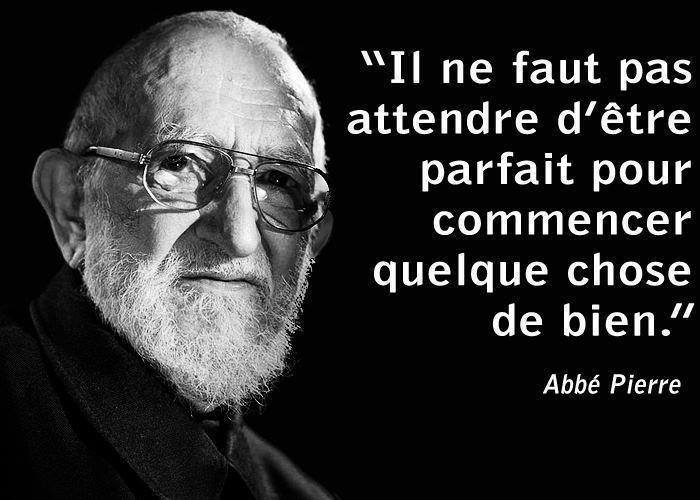 “Il ne faut pas
attendre d’être
parfait pour
commencer
quelque chose
de bien.”
Abbé Pierre